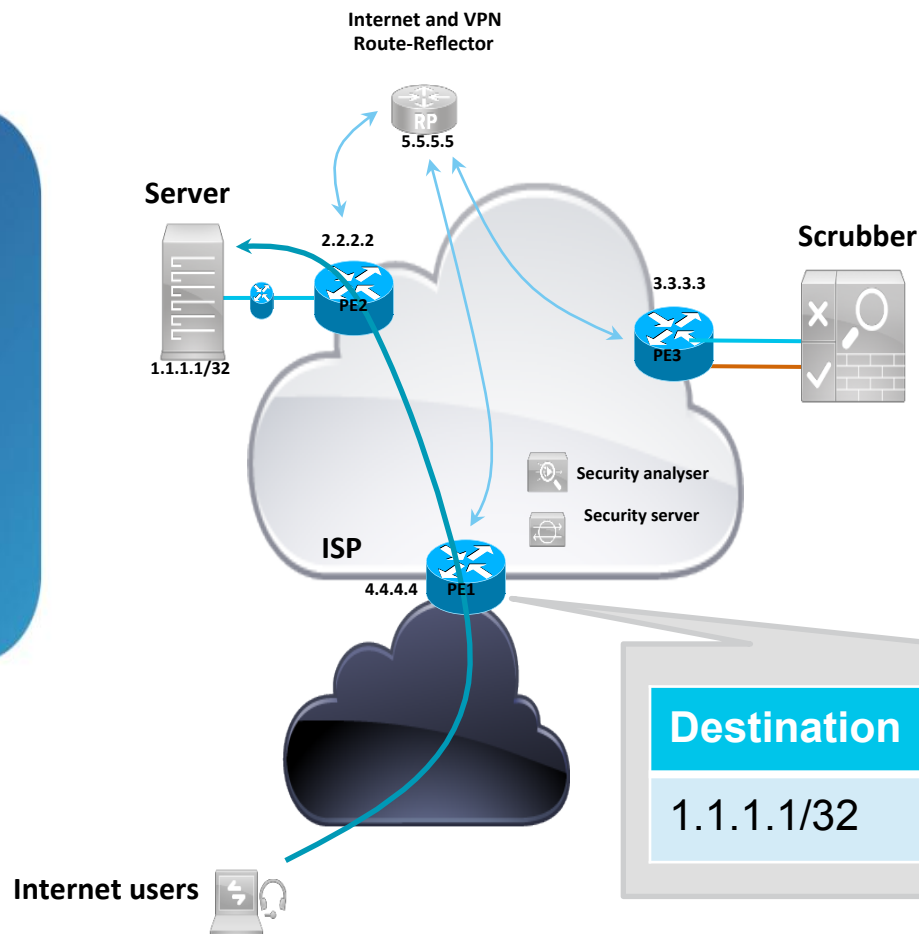 Internet and VPN
Route-Reflector
RP
5.5.5.5
Server
2.2.2.2
Scrubber
3.3.3.3
PE2
PE3
1.1.1.1/32
Security analyser
Security server
ISP
4.4.4.4
PE1
Destination
1.1.1.1/32
Internet users